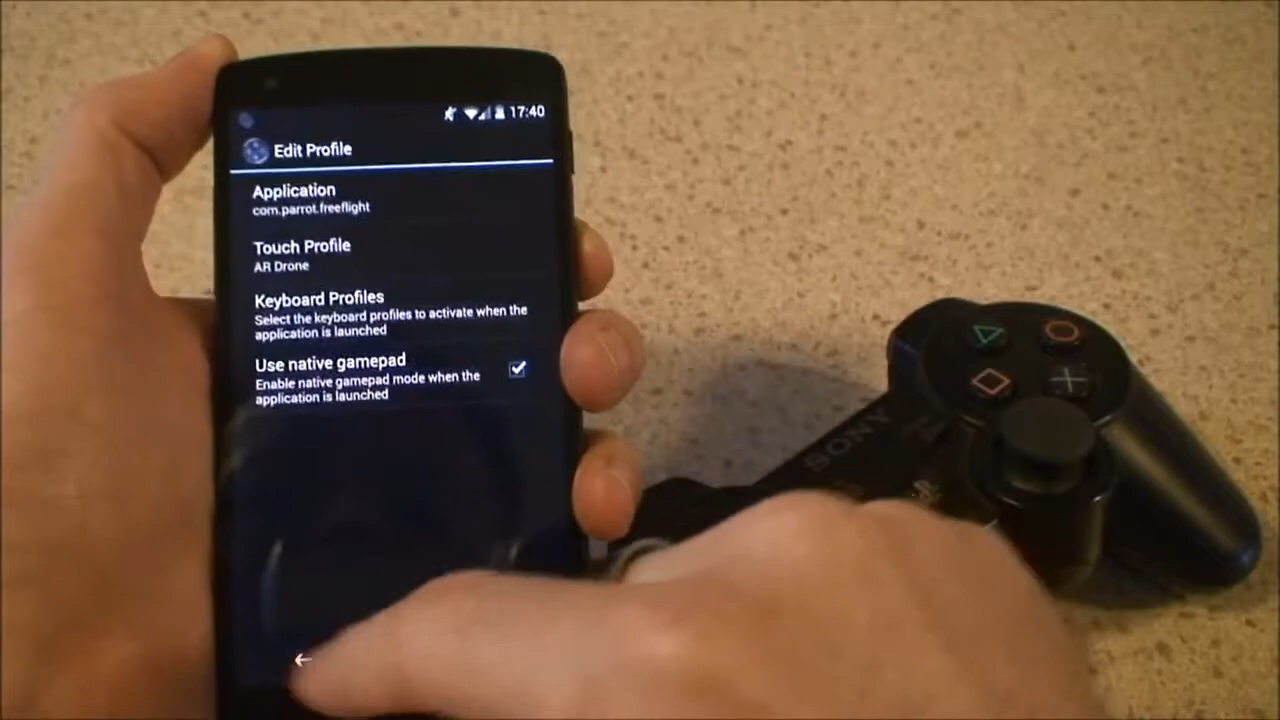 17:40
Edit Profile
Application
com.parrot.freeflight
Touch Profile
AR Drone
Keyboard Profiles
Select the keyboard profiles to activate when the
application is launched
Use native gamepad
Enable native gamepad mode when the
application is launched
SONY